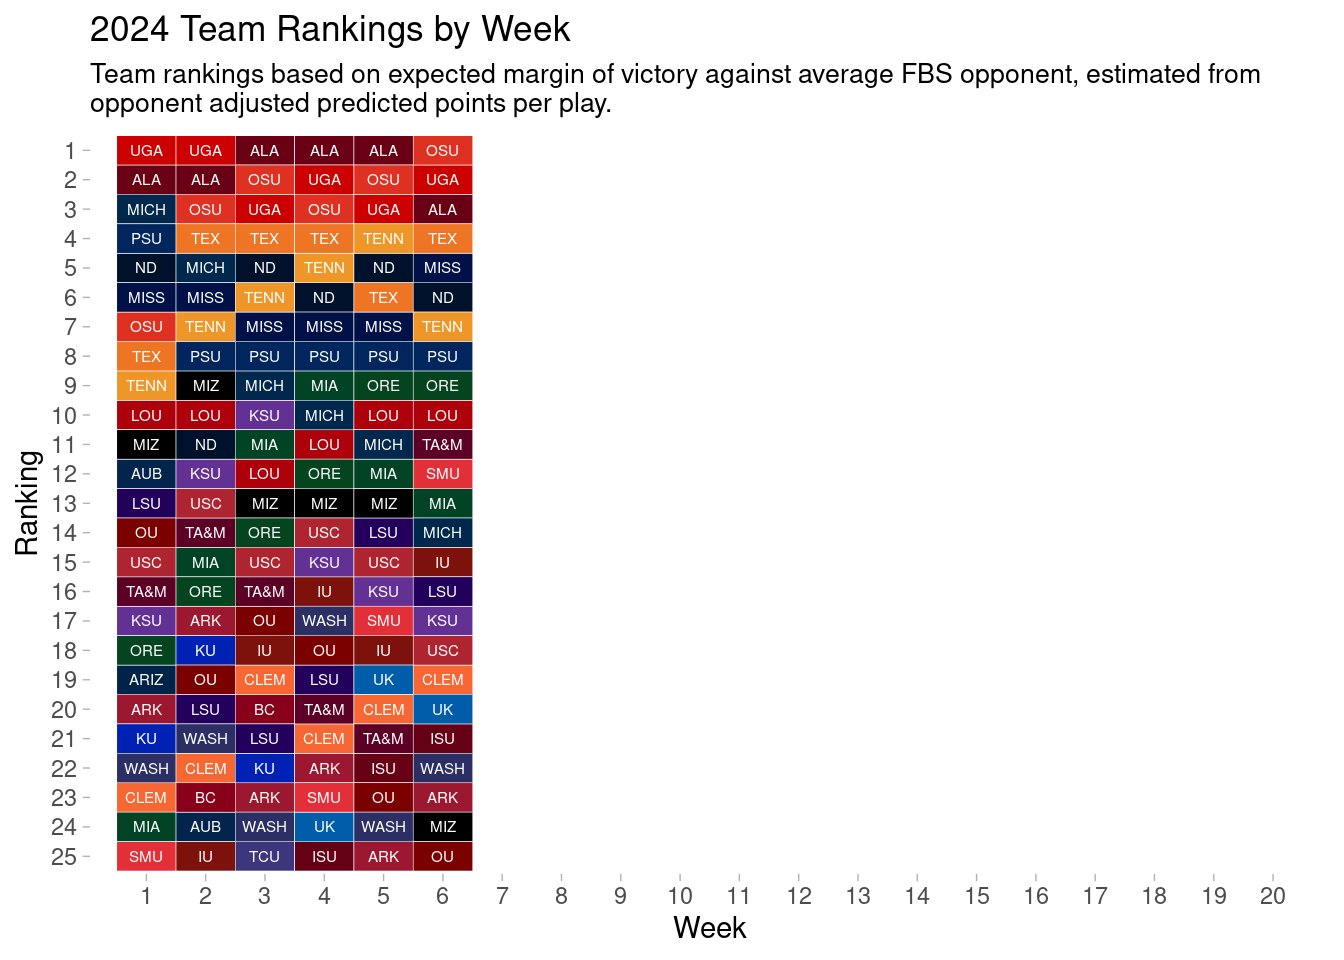 2024 Team Rankings by Week
Team rankings based on expected margin of victory against average FBS opponent, estimated from
opponent adjusted predicted points per play.
Ranking
1 UGA UGA ALA ALA ALA OSU
2 ALA ALA OSU UGA OSU UGA
3 MICH OSU UGA OSU UGA ALA
4 PSU TEX TEX TEX TENN TEX
5 ND MICH ND TENN ND MISS
6 MISS MISS TENN ND TEX ND
7 OSU TENN MISS MISS MISS TENN
8 TEX PSU PSU PSU PSU PSU
9 TENN MIZ MICH MIA ORE ORE
10 LOU LOU KSU MICH LOU LOU
11 MIZ ND MIA LOU MICH TA&M
12 AUB KSU LOU ORE MIA SMU
13 LSU USC MIZ MIZ MIZ MIA
14 OU TA&M ORE USC LSU MICH
15 USC MIA USC KSU USC IU
16 TA&M ORE TA&M IU KSU LSU
17 KSU ARK OU WASH SMU KSU
18 ORE KU IU OU IU USC
19 ARIZ OU CLEM LSU UK CLEM
20 ARK LSU BC TA&M CLEM UK
21 KU WASH LSU CLEM TA&M ISU
22 WASH CLEM KU ARK ISU WASH
23 CLEM BC ARK SMU OU ARK
24 MIA AUB WASH UK WASH MIZ
25 SMU IU TCU ISU ARK OU
1 2 3 4 5 6 7 8 9 10 11 12 13 14 15 16 17 18 19 20
Week